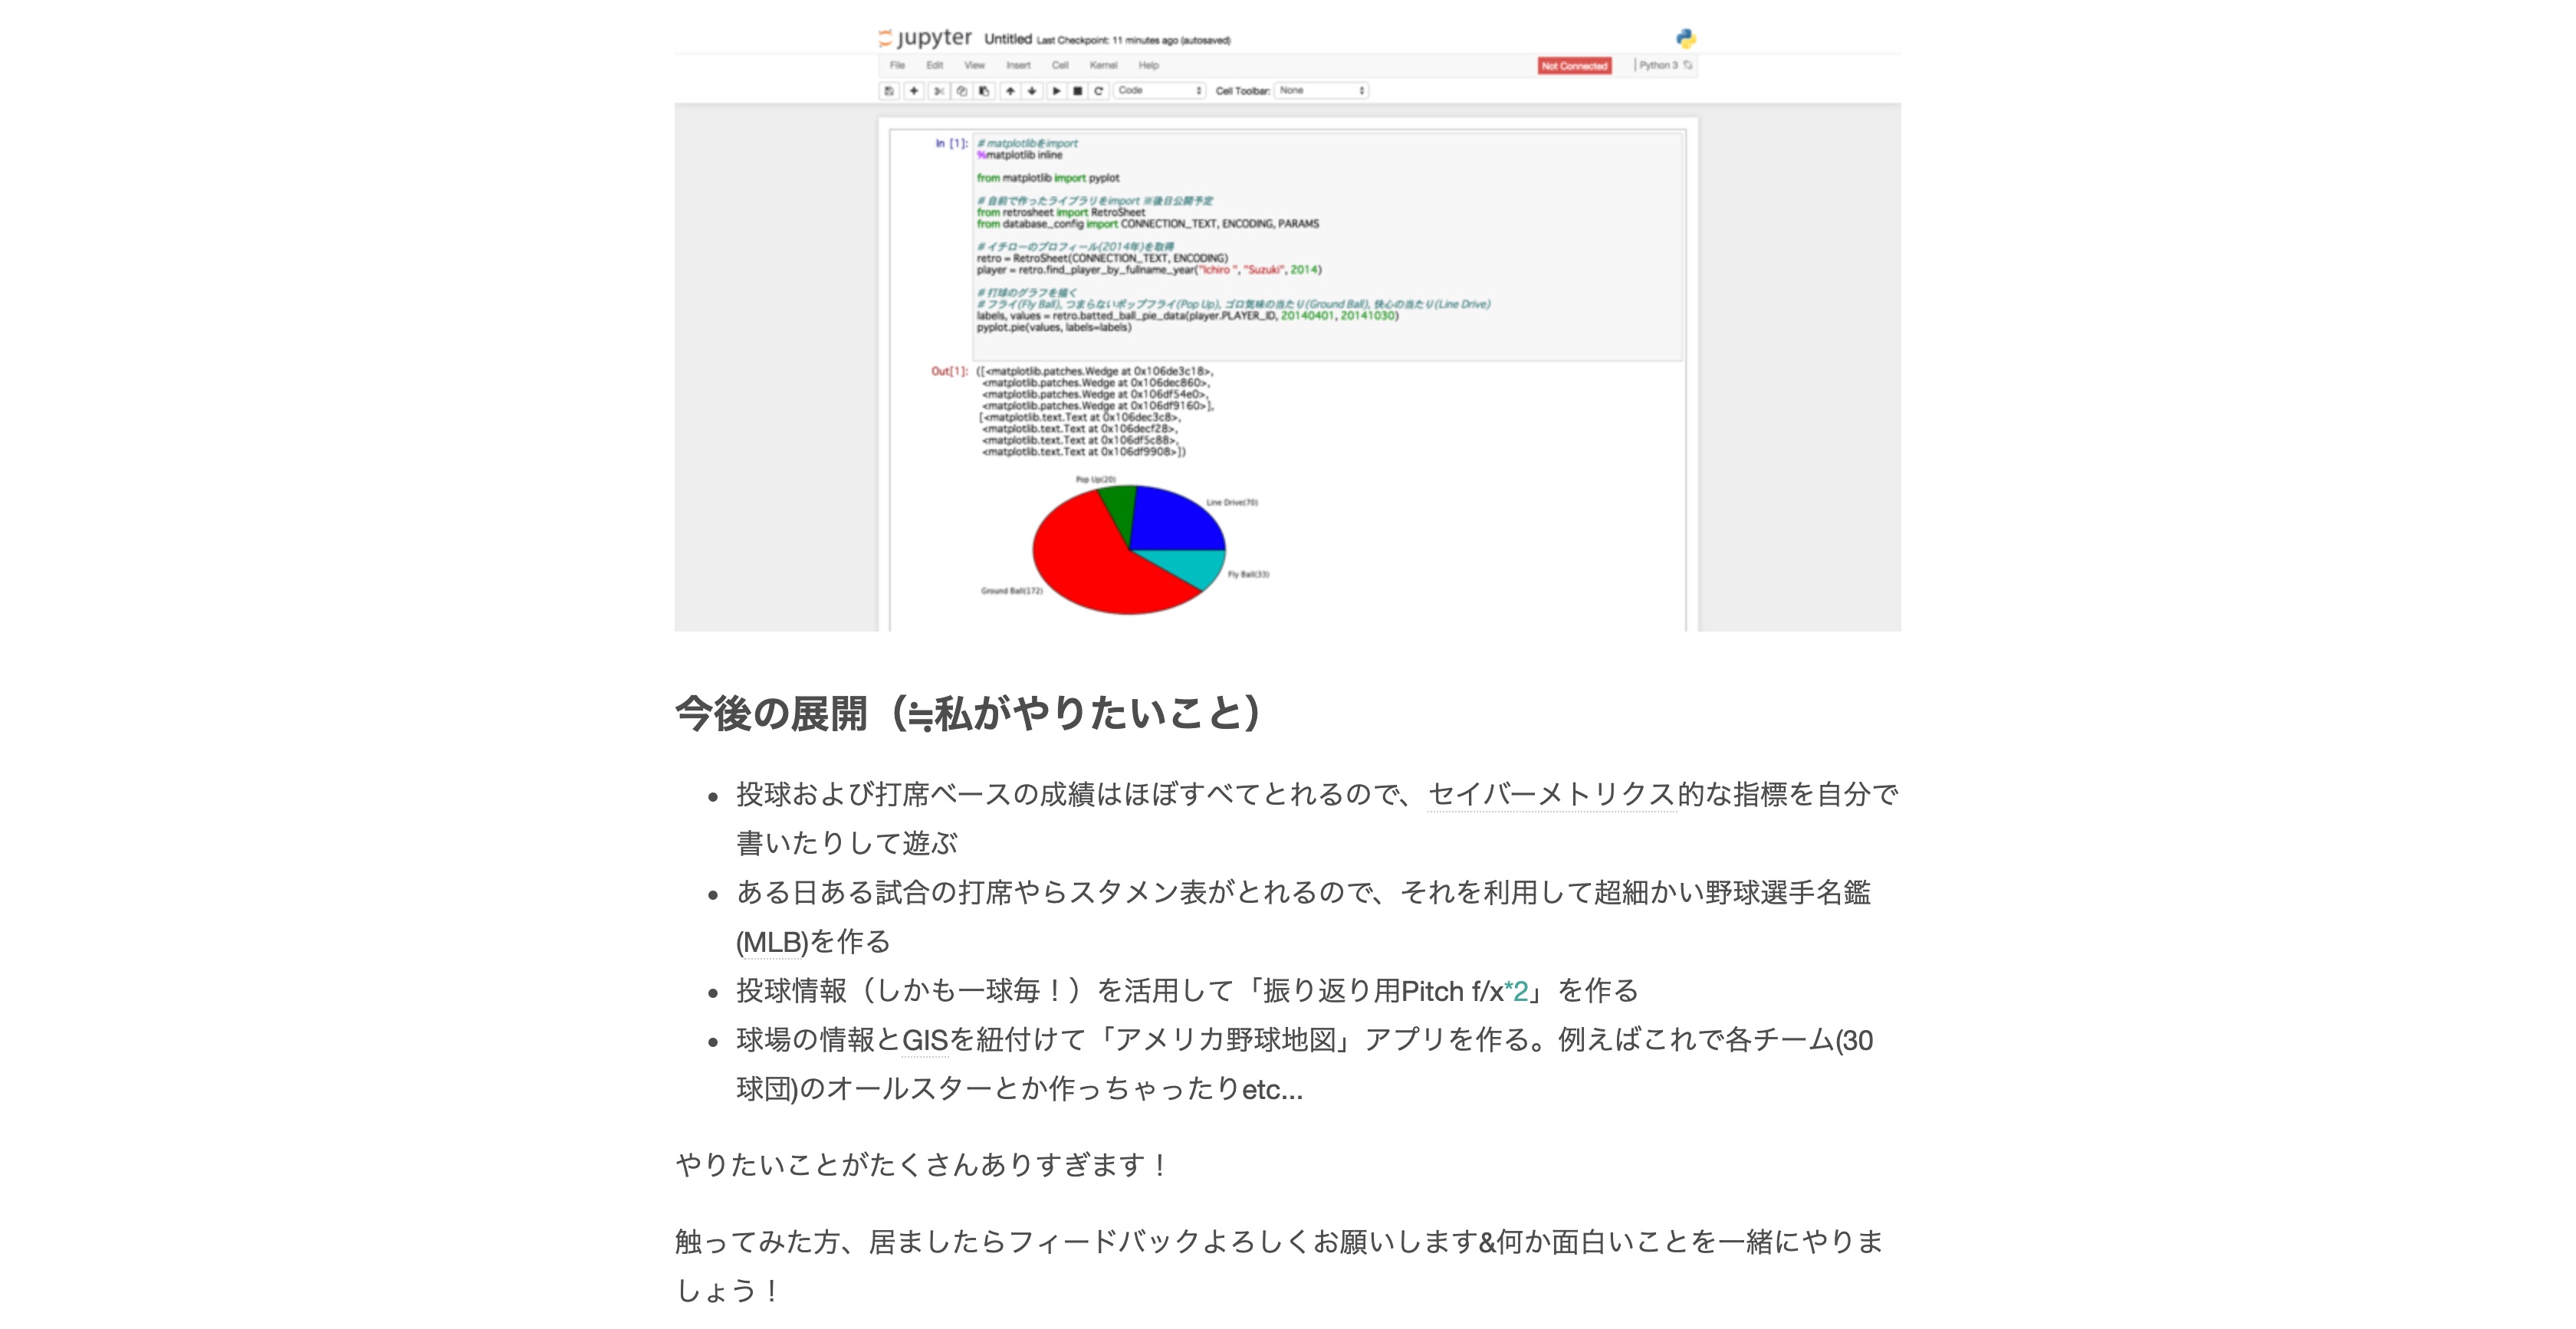 jupyter Untitled Last Checkpoint: 11 minutes ago (autosaved)
File Edit View Insert Cell Kernel Help Not Connected Python 3
Code Cell Toolbar: None
In [1]: # matplotlibをimport
%matplotlib inline
from matplotlib import pyplot
# 自前で作ったライブラリをimport ※後日公開予定
from retrosheet import RetroSheet
from database_config import CONNECTION_TEXT, ENCODING, PARAMS
# イチローのプロフィール(2014年)を取得
retro = RetroSheet(CONNECTION_TEXT, ENCODING)
player = retro.find_player_by_fullname_year("Ichiro ", "Suzuki", 2014)
# 打球のグラフを描く
# フライ(Fly Ball), つまらないポップフライ(Pop Up), ゴロ気味の当たり(Ground Ball), 快心の当たり(Line Drive)
labels, values = retro.batted_ball_pie_data(player.PLAYER_ID, 20140401, 20141030)
pyplot.pie(values, labels=labels)
Out[1]: ([<matplotlib.patches.Wedge at 0x106de3c18>,
<matplotlib.patches.Wedge at 0x106dec860>,
<matplotlib.patches.Wedge at 0x106df54e0>,
<matplotlib.patches.Wedge at 0x106df9160>],
[<matplotlib.text.Text at 0x106dec3c8>,
<matplotlib.text.Text at 0x106decf28>,
<matplotlib.text.Text at 0x106df5c88>,
<matplotlib.text.Text at 0x106df9908>])
Pop Up(20)
Line Drive(70)
Fly Ball(33)
Ground Ball(172)
今後の展開（≒私がやりたいこと）
• 投球および打席ベースの成績はほぼすべてとれるので、セイバーメトリクス的な指標を自分で
書いたりして遊ぶ
• ある日ある試合の打席やらスタメン表がとれるので、それを利用して超細かい野球選手名鑑
(MLB)を作る
• 投球情報（しかも一球毎！）を活用して「振り返り用Pitch f/x*2」を作る
• 球場の情報とGISを紐付けて「アメリカ野球地図」アプリを作る。例えばこれで各チーム(30
球団)のオールスターとか作っちゃったりetc...
やりたいことがたくさんありすぎます！
触ってみた方、居ましたらフィードバックよろしくお願いします&何か面白いことを一緒にやりま
しょう！